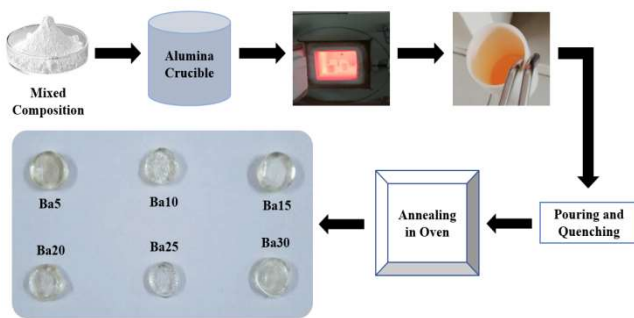 Mixed
Composition
Alumina
Crucible
Pouring and
Quenching
Annealing
in Oven
Ba5
Ba10
Ba15
Ba20
Ba25
Ba30